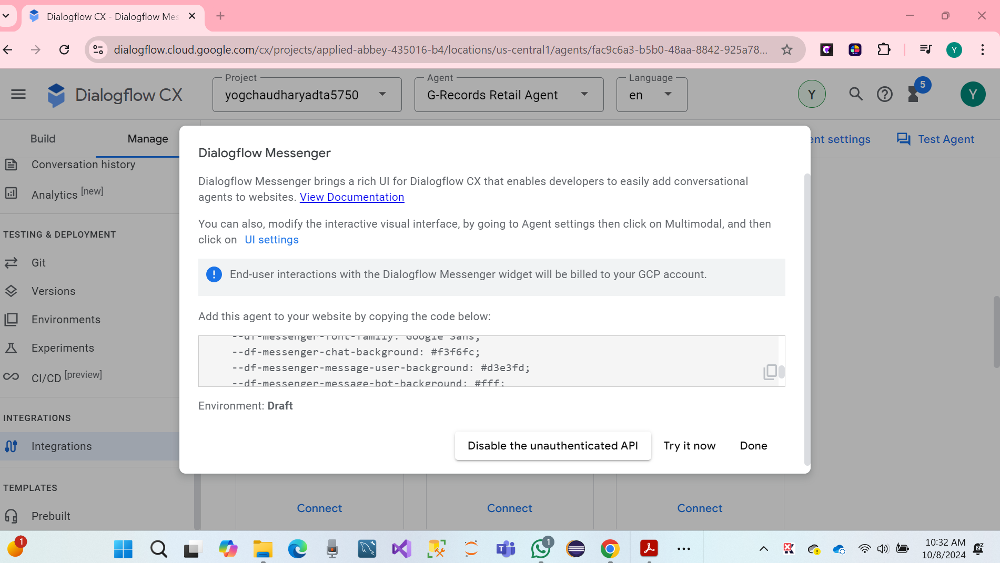 Dialogflow CX - Dialogflow Mes
dialogflow.cloud.google.com/cx/projects/applied-abbey-435016-b4/locations/us-central1/agents/fac9c6a3-b5b0-48aa-8842-925a78...
Y
Dialogflow CX
Project
yogchaudharyadta5750
Agent
G-Records Retail Agent
Language
en
Y
5
Y
Build
Manage
ent settings
Test Agent
Conversation history
Analytics [new]
TESTING & DEPLOYMENT
Git
Versions
Environments
Experiments
CI/CD [preview]
INTEGRATIONS
Integrations
TEMPLATES
Prebuilt
Dialogflow Messenger
Dialogflow Messenger brings a rich UI for Dialogflow CX that enables developers to easily add conversational
agents to websites. View Documentation
You can also, modify the interactive visual interface, by going to Agent settings then click on Multimodal, and then
click on UI settings
End-user interactions with the Dialogflow Messenger widget will be billed to your GCP account.
Add this agent to your website by copying the code below:
--df-messenger-font-family: Google Sans;
--df-messenger-chat-background: #f3f6fc;
--df-messenger-message-user-background: #d3e3fd;
--df-messenger-message-bot-background: #fff;
Environment: Draft
Disable the unauthenticated API
Try it now
Done
Connect
Connect
Connect
1
1
10:32 AM
10/8/2024